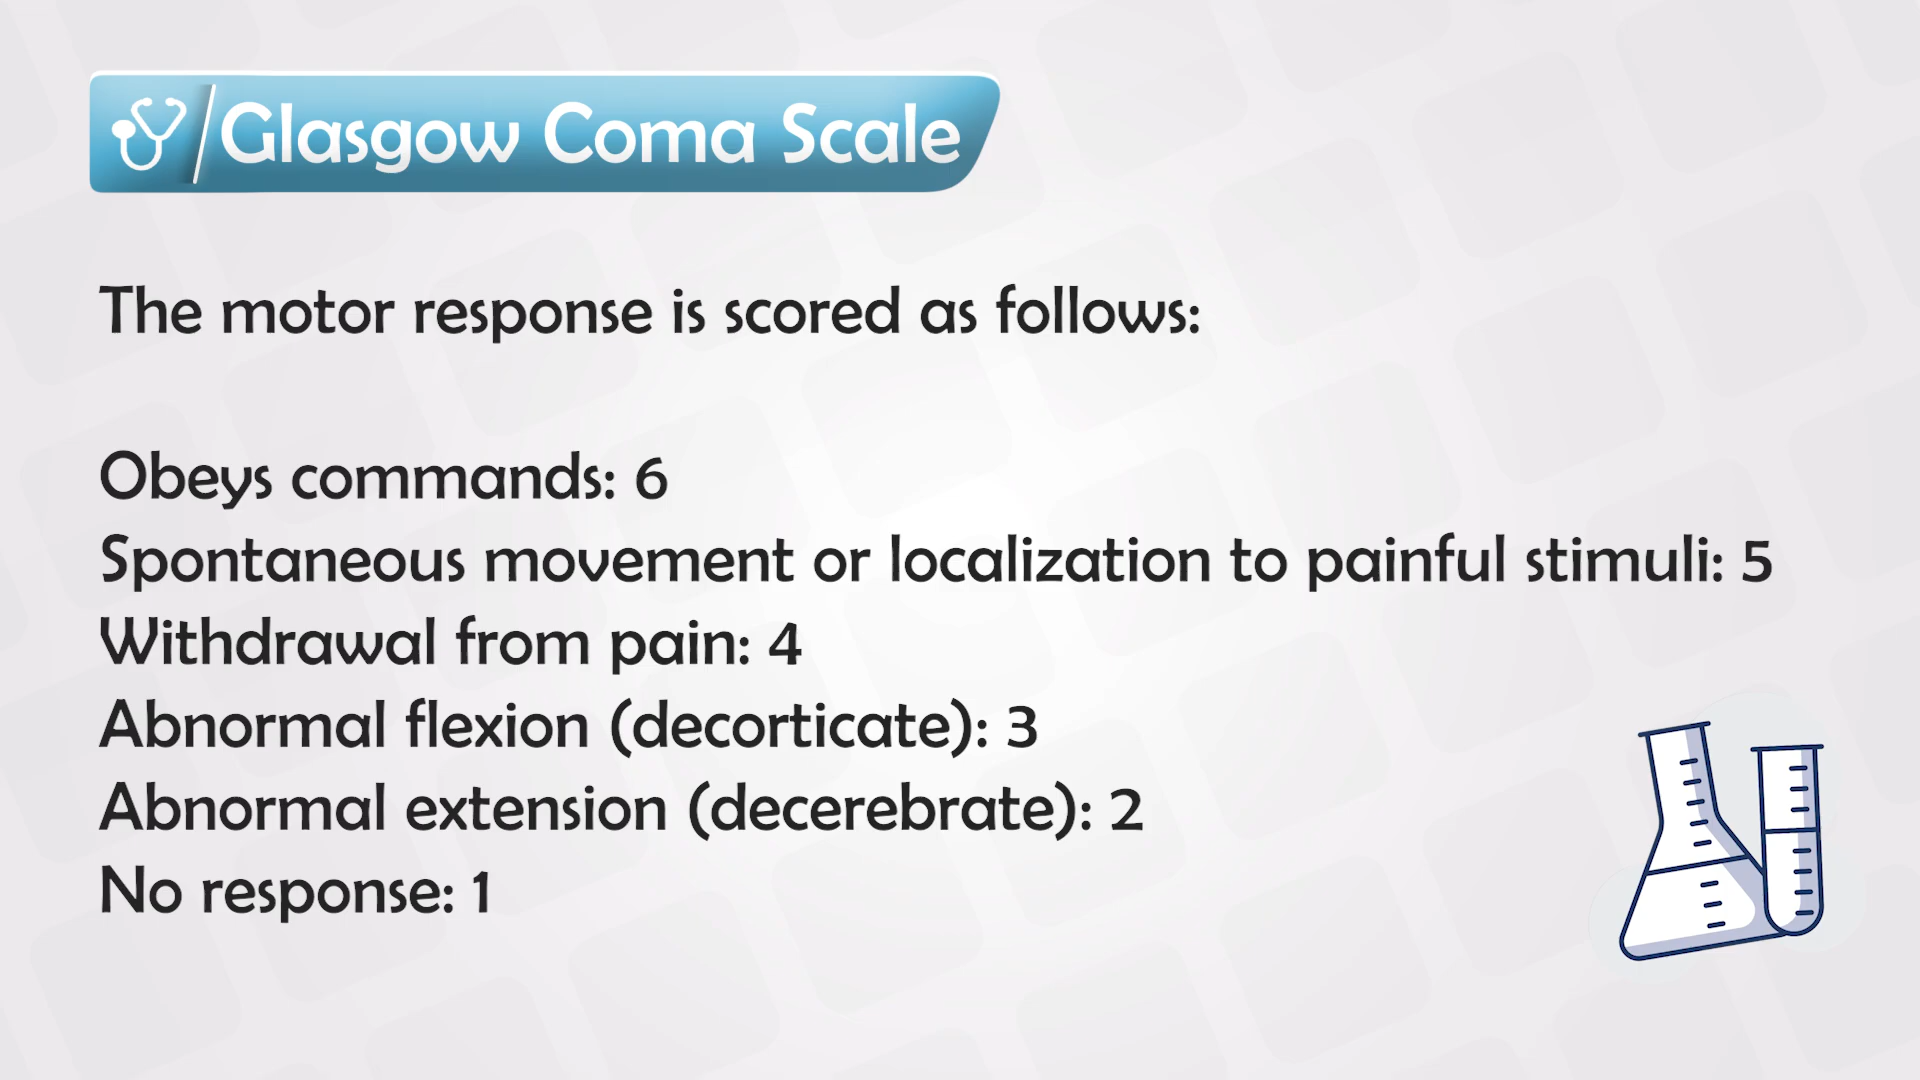 Glasgow Coma Scale
The motor response is scored as follows:
Obeys commands: 6
Spontaneous movement or localization to painful stimuli: 5
Withdrawal from pain: 4
Abnormal flexion (decorticate): 3
Abnormal extension (decerebrate): 2
No response: 1